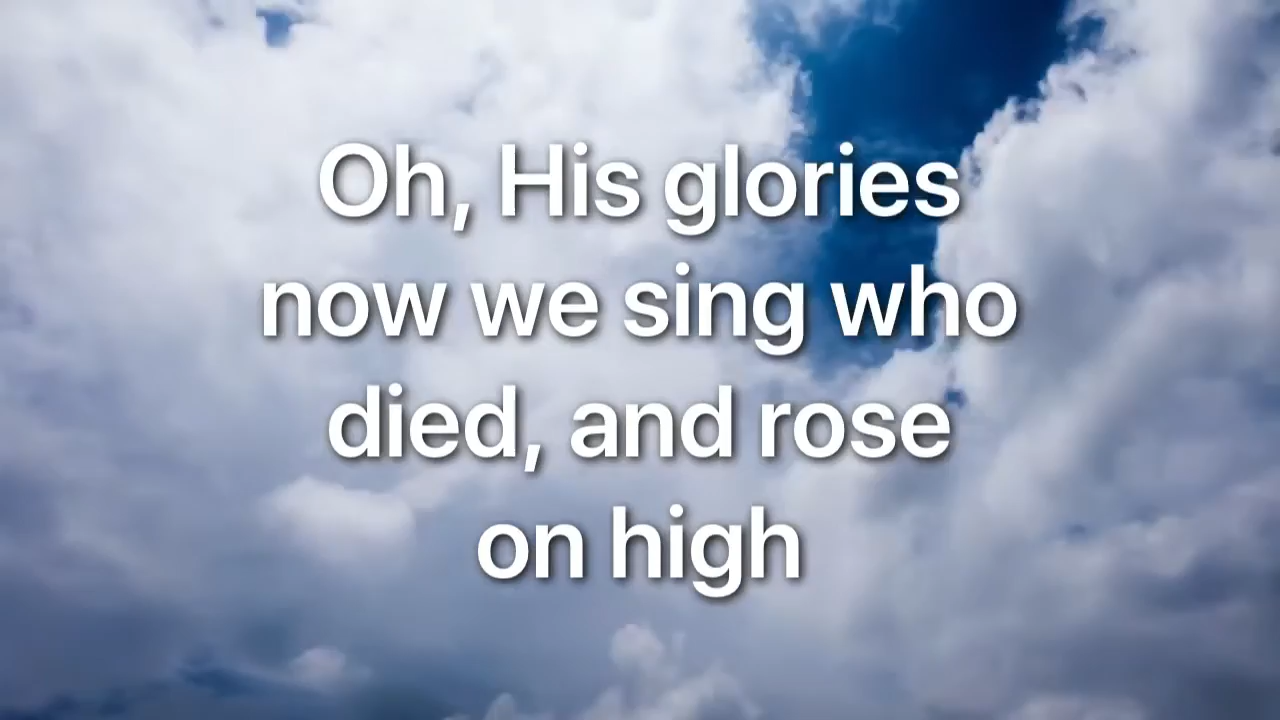 Oh, His glories
now we sing who
died, and rose
on high